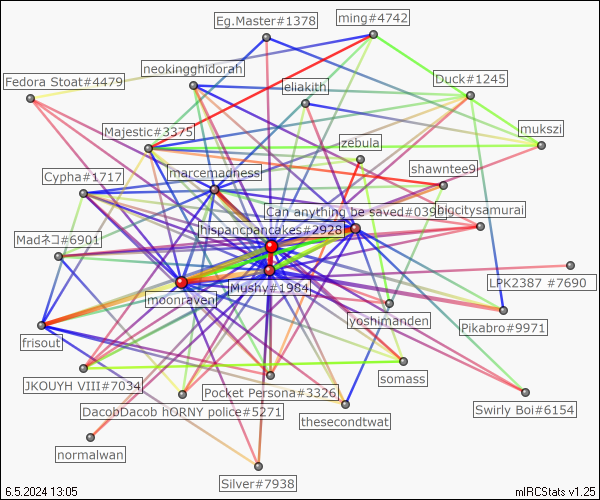 Eg.Master#1378
ming#4742
neokingghidorah
Fedora Stoat#4479
eliakith
Duck#1245
Majestic#3375
mukszi
zebula
marcemadness
shawntee9
Cypha#1717
Can anything be saved#039
bigcitysamurai
hispancpancakes#2928
Madネコ#6901
LPK2387 #7690
Mushy#1984
moonraven
yoshimanden
Pikabro#9971
frisout
somass
JKOUYH VIII#7034
Pocket Persona#3326
Swirly Boi#6154
DacobDacob hORNY police#5271
thesecondtwat
normalwan
Silver#7938
6.5.2024 13:05
mIRCStats v1.25